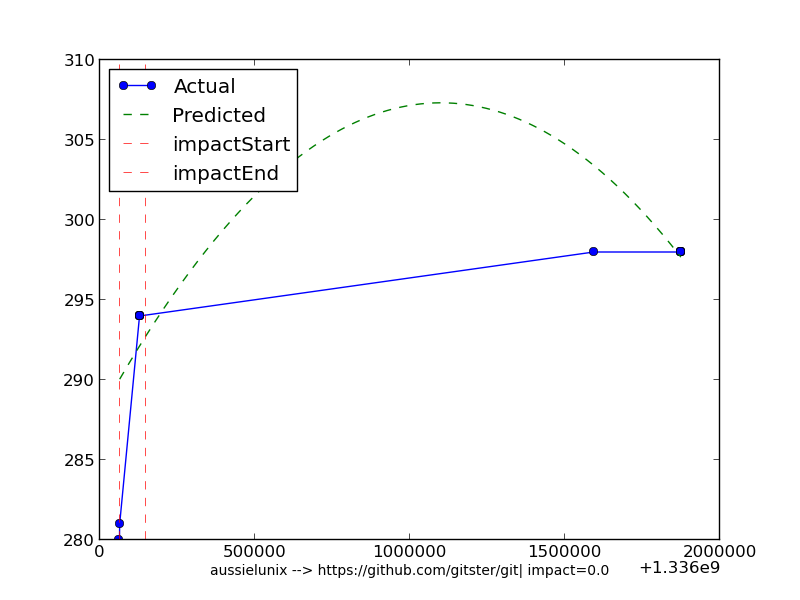 310
305
300
295
290
285
280
Actual
Predicted
impactStart
impactEnd
0 500000 1000000 1500000 2000000
+1.336e9
aussielunix --> https://github.com/gitster/git| impact=0.0